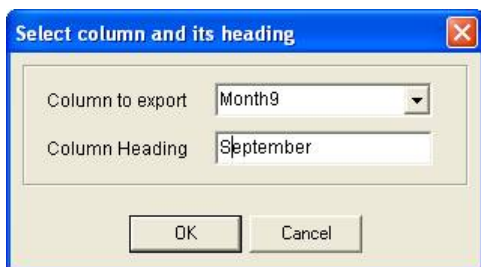 Select column and its heading
Column to export Month9
Column Heading September
OK Cancel